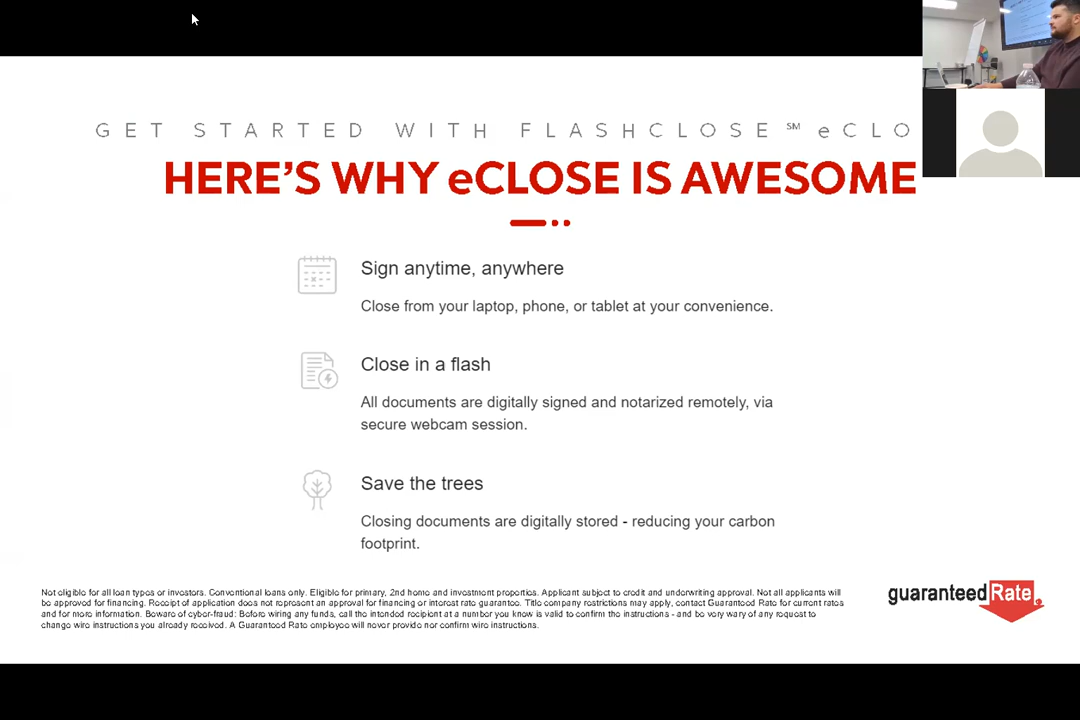 GET STARTED WITH FLASHCLOSE℠ eCLO
HERE'S WHY eCLOSE IS AWESOME
Sign anytime, anywhere
Close from your laptop, phone, or tablet at your convenience.
Close in a flash
All documents are digitally signed and notarized remotely, via
secure webcam session.
Save the trees
Closing documents are digitally stored - reducing your carbon
footprint.
Not eligible for all loan types or investors. Conventional loans only. Eligible for primary, 2nd home and investment properties. Applicant subject to credit and underwriting approval. Not all applicants will
be approved for financing. Receipt of application does not represent an approval for financing or interest rate guarantee. Title company restrictions may apply, contact Guaranteed Rate for current rates
and for more information. Beware of cyber-fraud: Before wiring any funds, call the intended recipient at a number you know is valid to confirm the instructions - and be very wary of any request to
change wire instructions you already received. A Guaranteed Rate employee will never provide nor confirm wire instructions.
guaranteed Rate